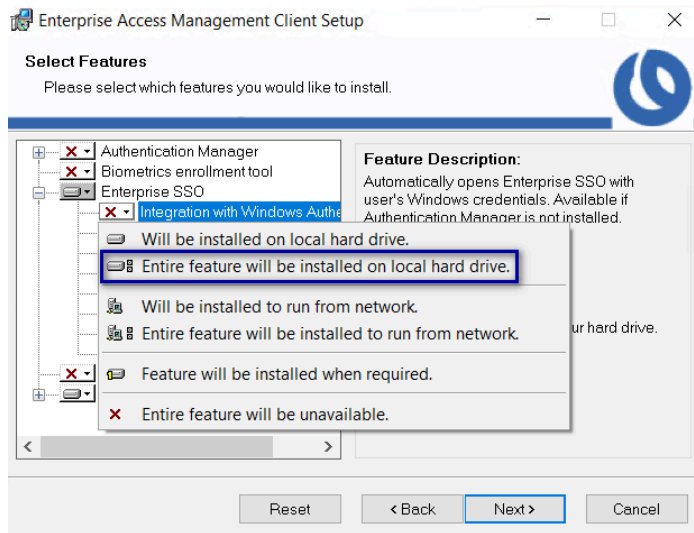 Enterprise Access Management Client Setup
Select Features
Please select which features you would like to install.
Authentication Manager
Biometrics enrollment tool
Enterprise SSO
Integration with Windows Authe
Feature Description:
Automatically opens Enterprise SSO with
user's Windows credentials. Available if
Authentication Manager is not installed.
Will be installed on local hard drive.
Entire feature will be installed on local hard drive.
Will be installed to run from network.
Entire feature will be installed to run from network.
ur hard drive.
Feature will be installed when required.
Entire feature will be unavailable.
Reset
< Back
Next >
Cancel